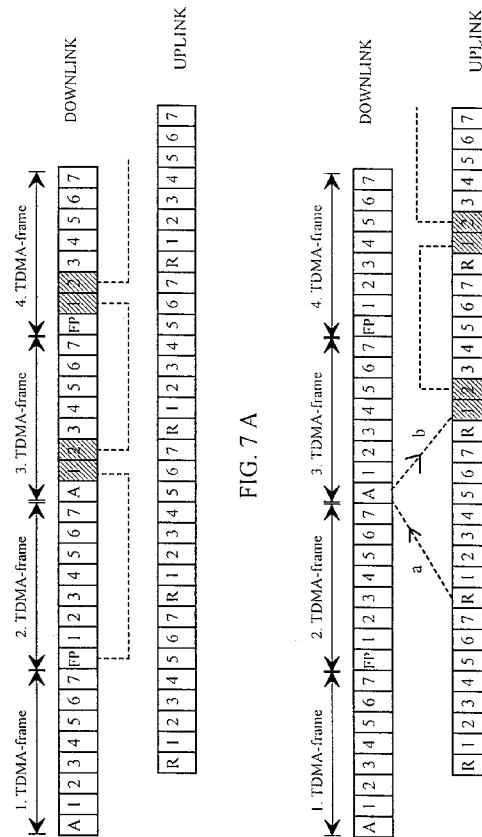 1. TDMA-frame 2. TDMA-frame 3. TDMA-frame 4. TDMA-frame
A 1 2 3 4 5 6 7 FP 1 2 3 4 5 6 7 A 1 2 3 4 5 6 7 FP 1 2 3 4 5 6 7 DOWNLINK
R 1 2 3 4 5 6 7 R 1 2 3 4 5 6 7 R 1 2 3 4 5 6 7 R 1 2 3 4 5 6 7 UPLINK
FIG. 7 A
1. TDMA-frame 2. TDMA-frame 3. TDMA-frame 4. TDMA-frame
A 1 2 3 4 5 6 7 FP 1 2 3 4 5 6 7 A 1 2 3 4 5 6 7 FP 1 2 3 4 5 6 7 DOWNLINK
a b
R 1 2 3 4 5 6 7 R 1 2 3 4 5 6 7 R 1 2 3 4 5 6 7 R 1 2 3 4 5 6 7 UPLINK